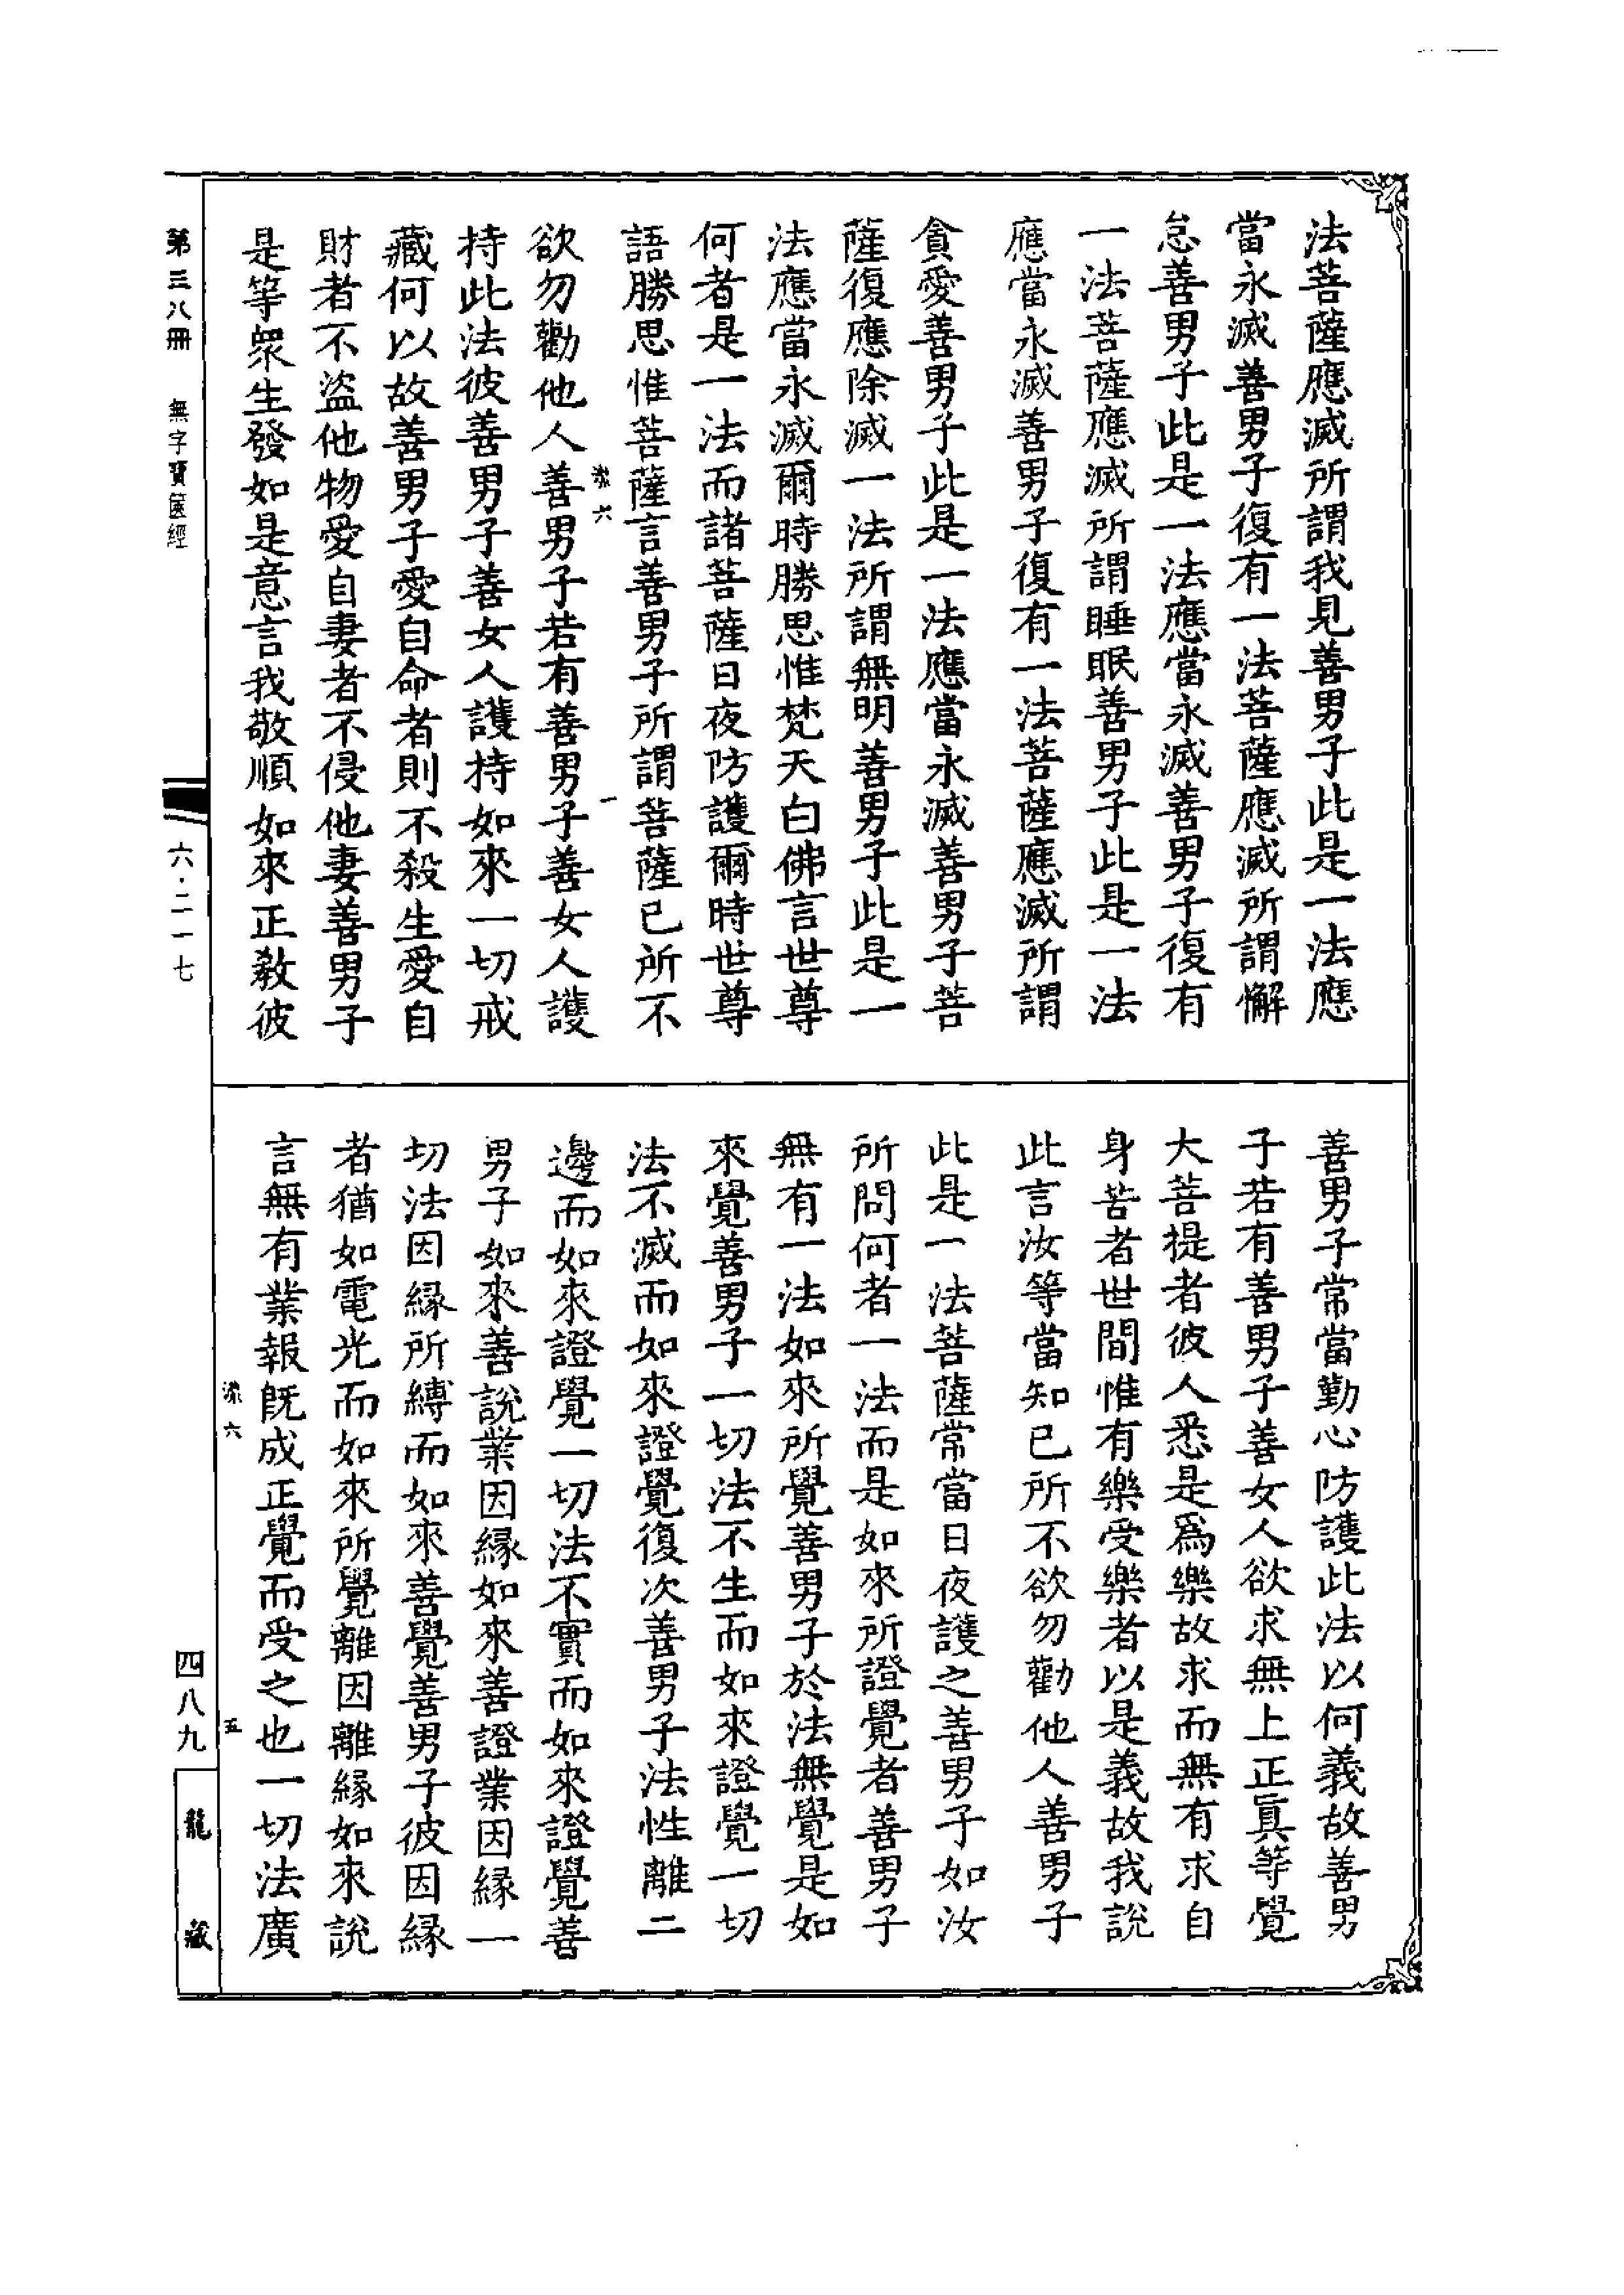 法菩薩應滅所謂我見善男子此是一法應
當永滅善男子復有一法菩薩應滅所謂懈
怠善男子此是一法應當永滅善男子復有
一法菩薩應滅所謂睡眠善男子此是一法
應當永滅善男子復有一法菩薩應滅所謂
貪愛善男子此是一法應當永滅善男子菩
薩復應除滅一法所謂無明善男子此是一
法應當永滅爾時勝思惟梵天白佛言世尊
何者是一法而諸菩薩日夜防護爾時世尊
語勝思惟菩薩言善男子所謂菩薩已所不
欲勿勸他人善男子若有善男子善女人護
持此法彼善男子善女人護持如來一切戒
藏何以故善男子愛自命者則不殺生愛自
財者不盜他物愛自妻者不侵他妻善男子
是等衆生發如是意言我敬順如來正教彼
善男子常當勤心防護此法以何義故善男
子若有善男子善女人欲求無上正眞等覺
大菩提者彼人悉是爲樂故求而無有求自
身苦者世間惟有樂受樂者以是義故我說
此言汝等當知已所不欲勿勸他人善男子
此是一法菩薩常當日夜護之善男子如汝
所問何者一法而是如來所證覺者善男子
無有一法如來所覺善男子於法無覺是如
來覺善男子一切法不生而如來證覺一切
法不滅而如來證覺復次善男子法性離二
邊而如來證覺一切法不實而如來證覺善
男子如來善說業因緣如來善證業因緣一
切法因緣所縛而如來善覺善男子彼因緣
者猶如電光而如來所覺離因離緣如來說
言無有業報旣成正覺而受之也一切法廣
第三八冊 無字寶篋經
六·二一七
四八九
龍藏
六 一
六 五